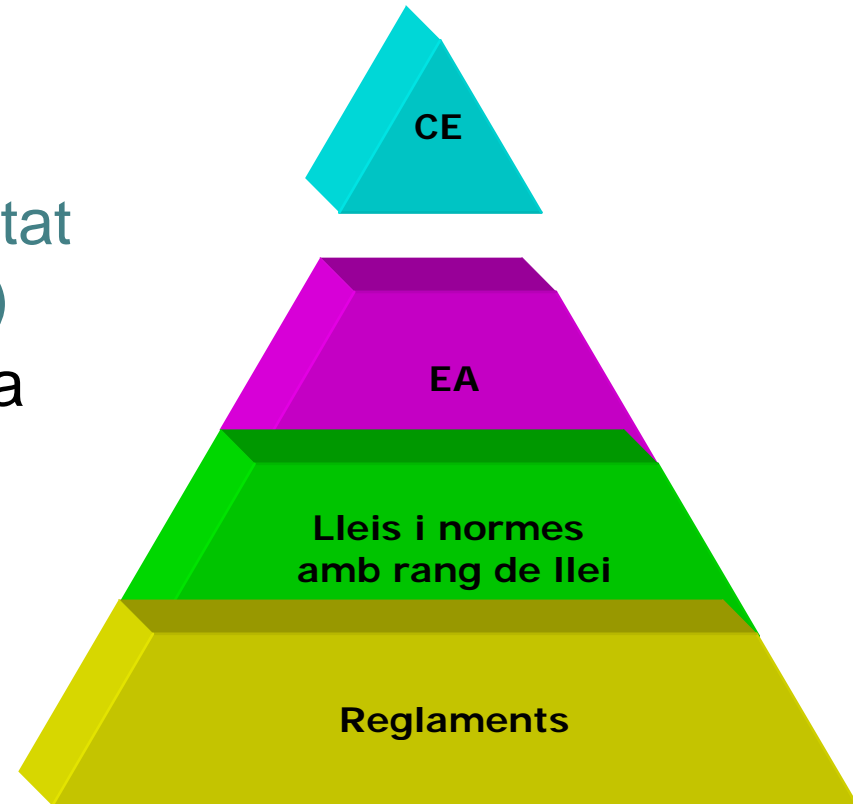 CE
tat
)
a
EA
Lleis i normes
amb rang de llei
Reglaments